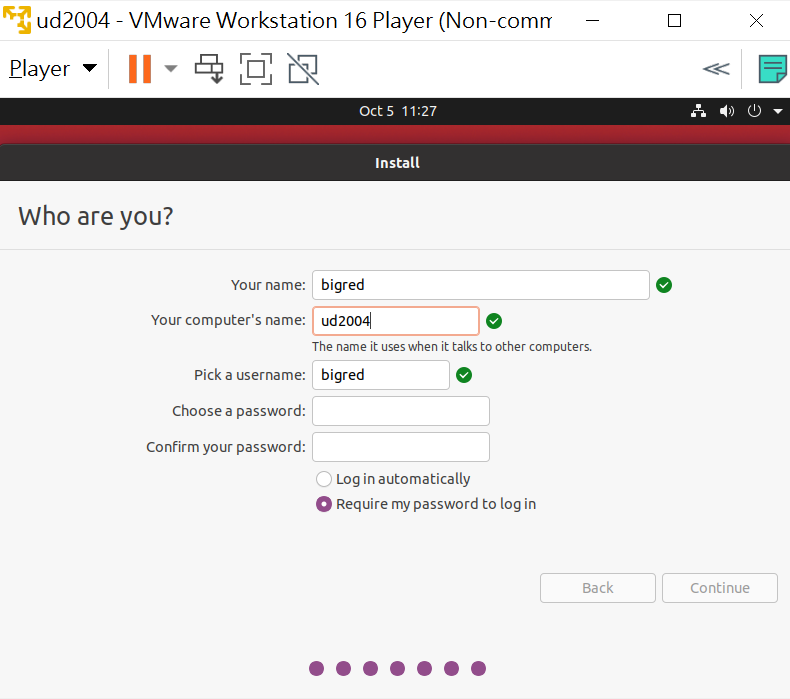 ud2004 - VMware Workstation 16 Player (Non-comm
Player
Oct 5 11:27
Install
Who are you?
Your name: bigred
Your computer's name: ud2004
The name it uses when it talks to other computers.
Pick a username: bigred
Choose a password:
Confirm your password:
Log in automatically
Require my password to log in
Back Continue